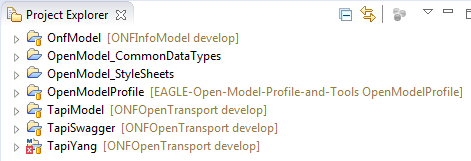 Project Explorer
OnfModel [ONFInfoModel develop]
OpenModel_CommonDataTypes
OpenModel_StyleSheets
OpenModelProfile [EAGLE-Open-Model-Profile-and-Tools OpenModelProfile]
TapiModel [ONFOpenTransport develop]
TapiSwagger [ONFOpenTransport develop]
TapiYang [ONFOpenTransport develop]